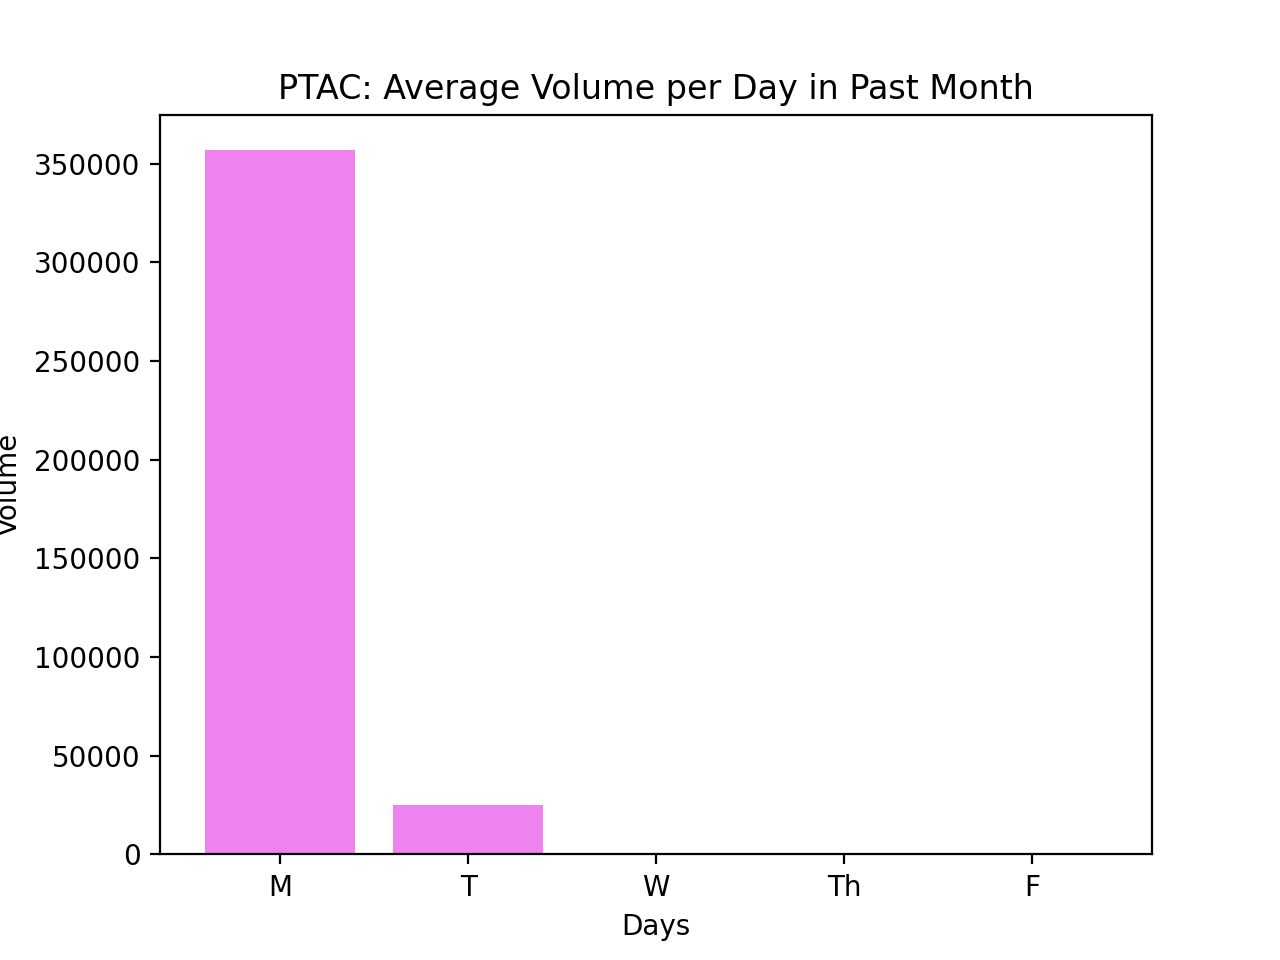 PTAC: Average Volume per Day in Past Month
350000
300000
250000
200000
150000
100000
50000
0
Volume
M T W Th F
Days